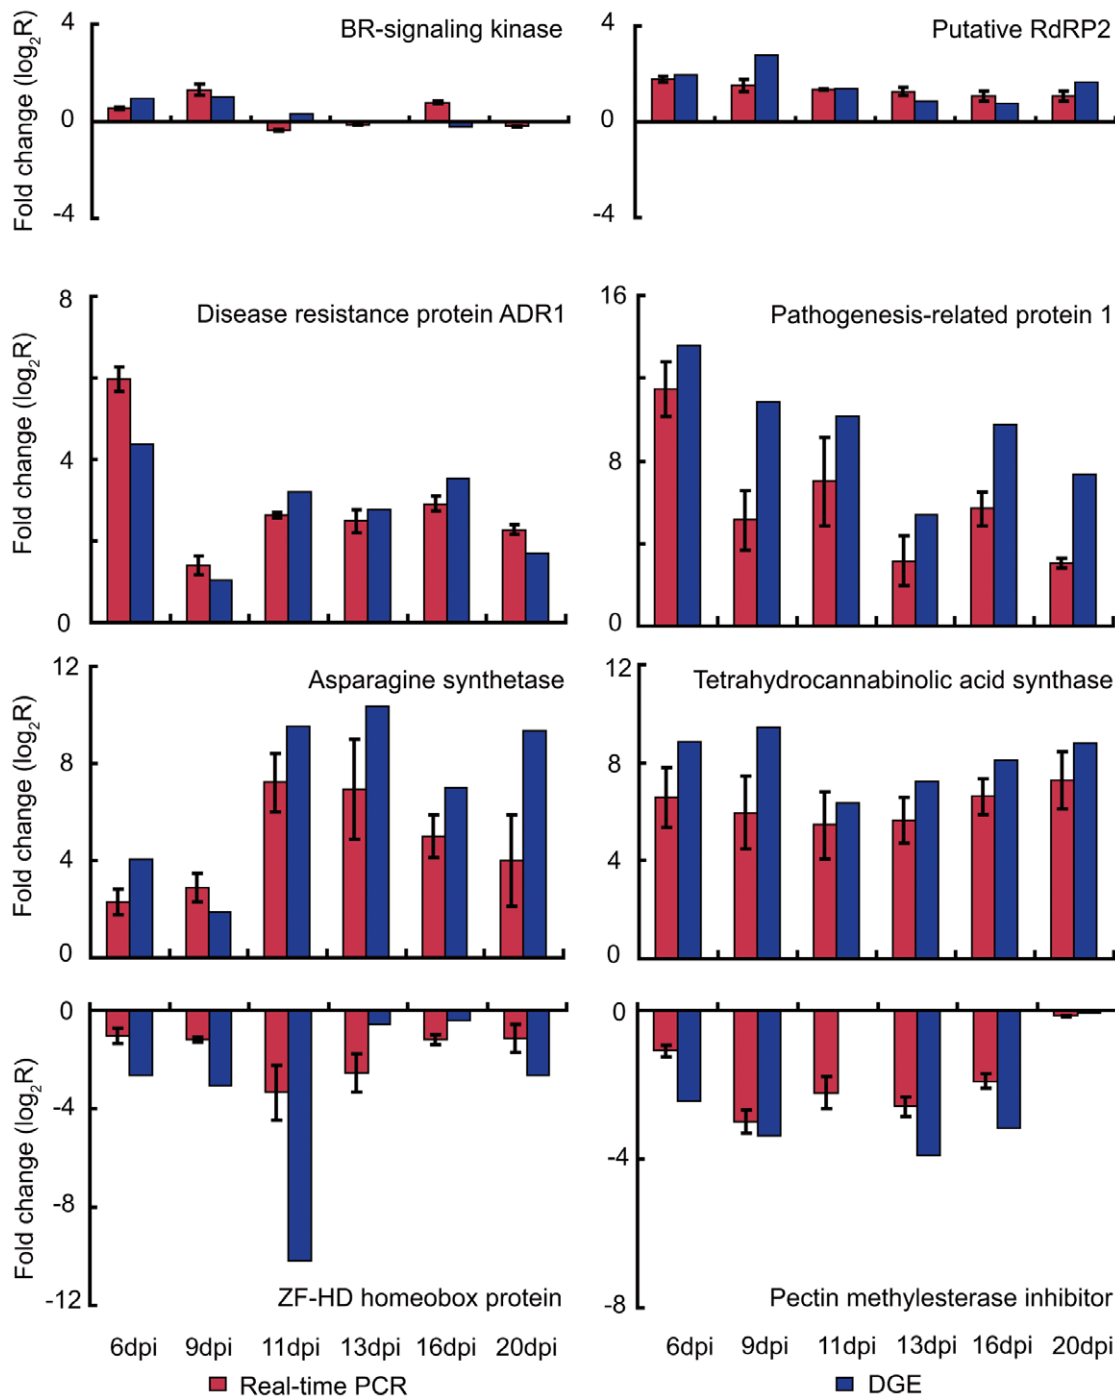 BR-signaling kinase
Putative RdRP2
Fold change (log2R)
4
0
-4
4
0
-4
Disease resistance protein ADR1
Pathogenesis-related protein 1
Fold change (log2R)
8
4
0
16
8
0
Asparagine synthetase
Tetrahydrocannabinolic acid synthase
Fold change (log2R)
12
8
4
0
12
8
4
0
Fold change (log2R)
0
-4
-8
-12
0
-4
-8
ZF-HD homeobox protein
Pectin methylesterase inhibitor
6dpi 9dpi 11dpi 13dpi 16dpi 20dpi
6dpi 9dpi 11dpi 13dpi 16dpi 20dpi
Real-time PCR
DGE